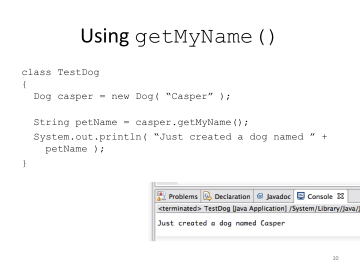 Using getMyName()
class TestDog
{
Dog casper = new Dog( “Casper” );
String petName = casper.getMyName();
System.out.println( “Just created a dog named ” +
petName );
}
Problems Declaration @ Javadoc Console
<terminated> TestDog [Java Application] /System/Library/Java/J
Just created a dog named Casper